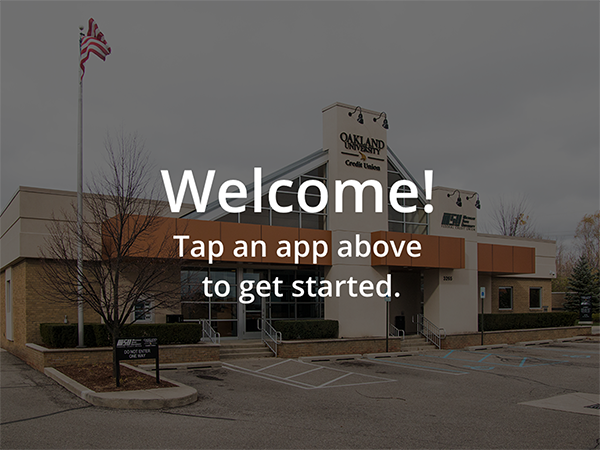 OAKLAND
UNIVERSITY
Credit Union
Welcome!
Tap an app above
to get started.
DO NOT ENTER
ONE WAY